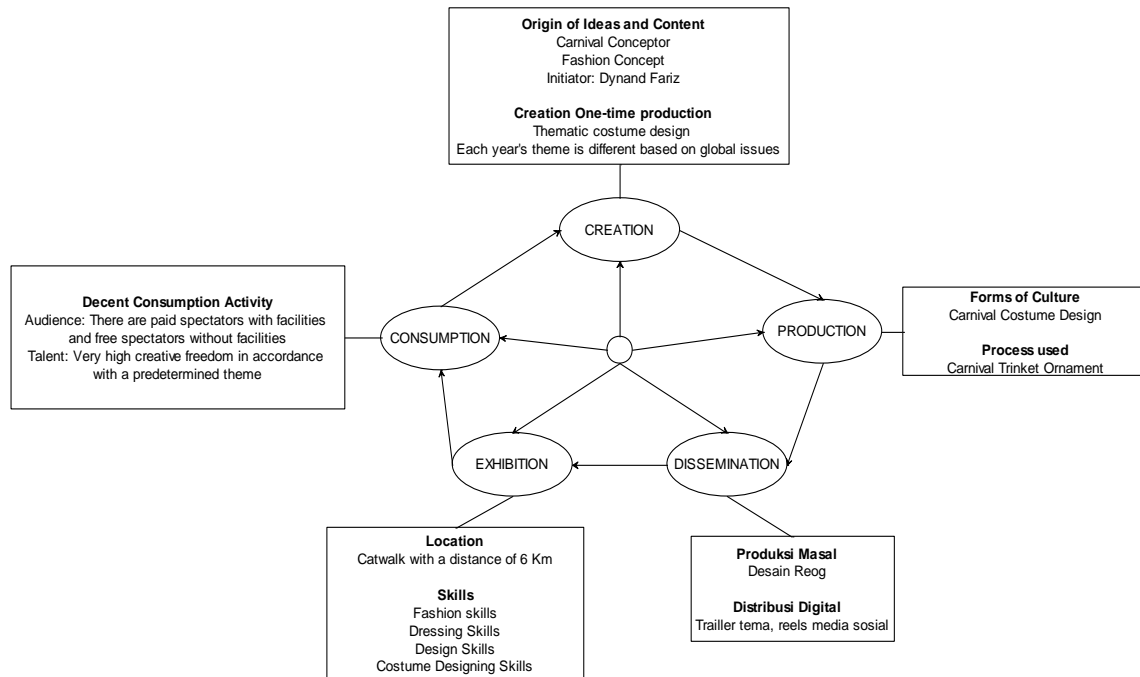 Origin of Ideas and Content
Carnival Conceptor
Fashion Concept
Initiator: Dynand Fariz
Creation One-time production
Thematic costume design
Each year's theme is different based on global issues
CREATION
Decent Consumption Activity
Audience: There are paid spectators with facilities
and free spectators without facilities
Talent: Very high creative freedom in accordance
with a predetermined theme
CONSUMPTION
PRODUCTION
Forms of Culture
Carnival Costume Design
Process used
Carnival Trinket Ornament
EXHIBITION
DISSEMINATION
Location
Catwalk with a distance of 6 Km
Skills
Fashion skills
Dressing Skills
Design Skills
Costume Designing Skills
Produksi Masal
Desain Reog
Distribusi Digital
Trailler tema, reels media sosial